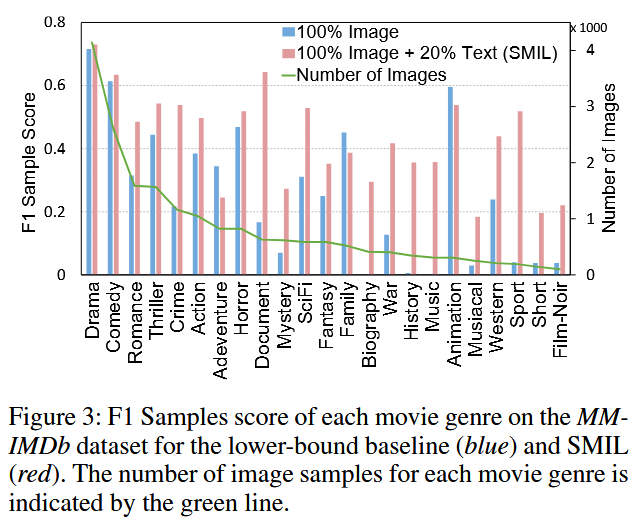 0.8
0.6
0.4
0.2
0
F1 Sample Score
100% Image
100% Image + 20% Text (SMIL)
Number of Images
x 1000
4
3
2
1
0
Number of Images
Drama
Comedy
Romance
Thriller
Crime
Action
Adeventure
Horror
Document
Mystery
SciFi
Fantasy
Family
Biography
War
History
Music
Animation
Musiacal
Western
Sport
Short
Film-Noir
Figure 3: F1 Samples score of each movie genre on the MM-
IMDb dataset for the lower-bound baseline (blue) and SMIL
(red). The number of image samples for each movie genre is
indicated by the green line.